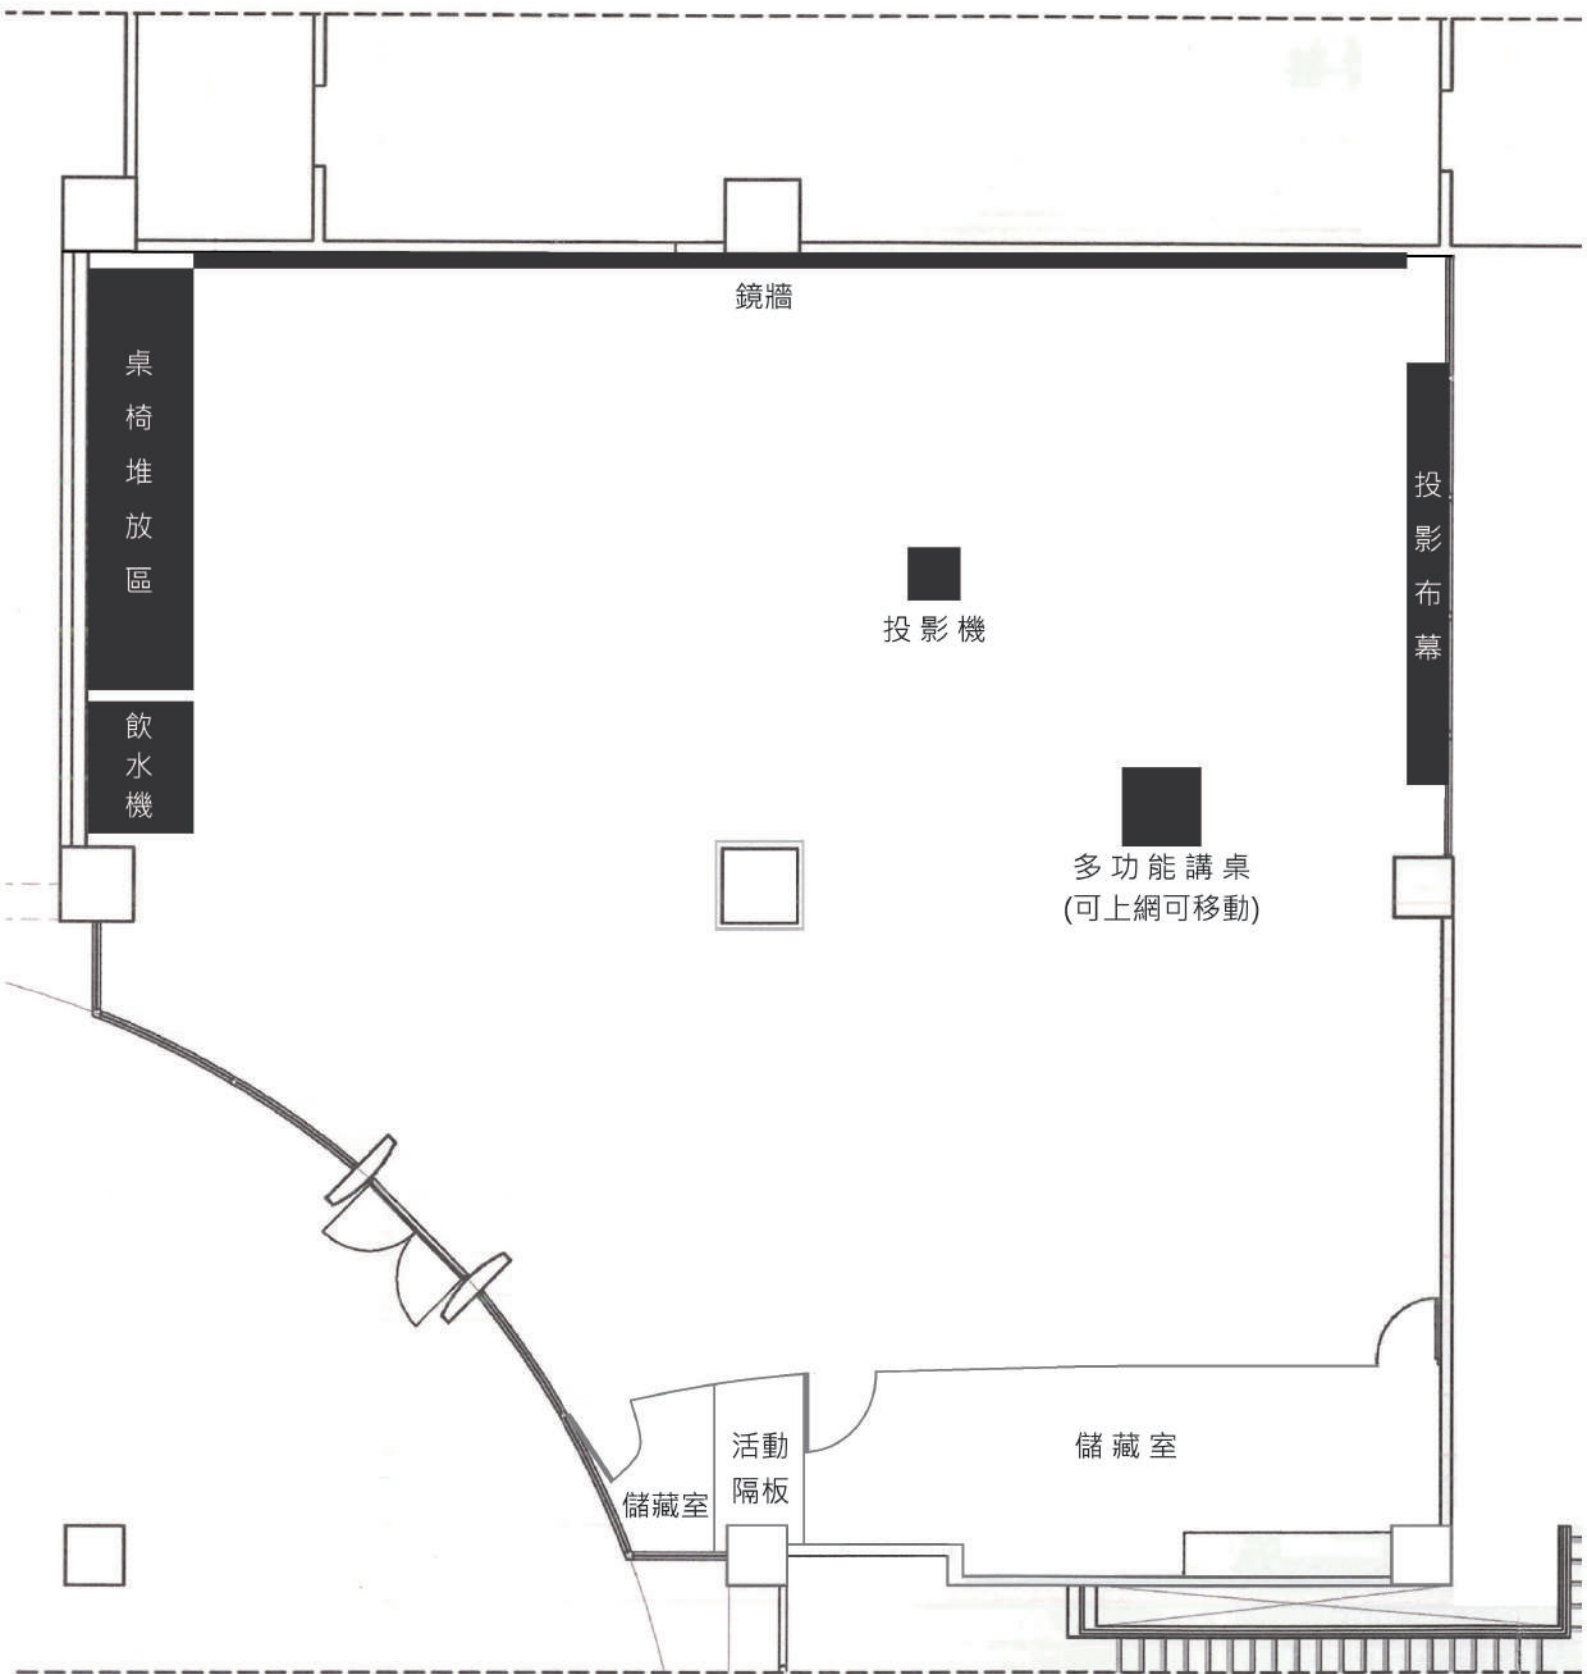 鏡牆
桌椅堆放區
投影布幕
投影機
飲水機
多功能講桌
(可上網可移動)
活動
隔板
儲藏室
儲藏室